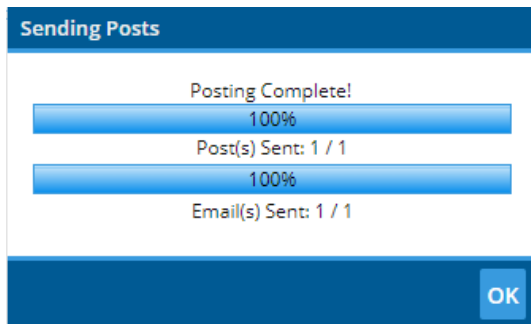 Sending Posts
Posting Complete!
100%
Post(s) Sent: 1 / 1
100%
Email(s) Sent: 1 / 1
OK